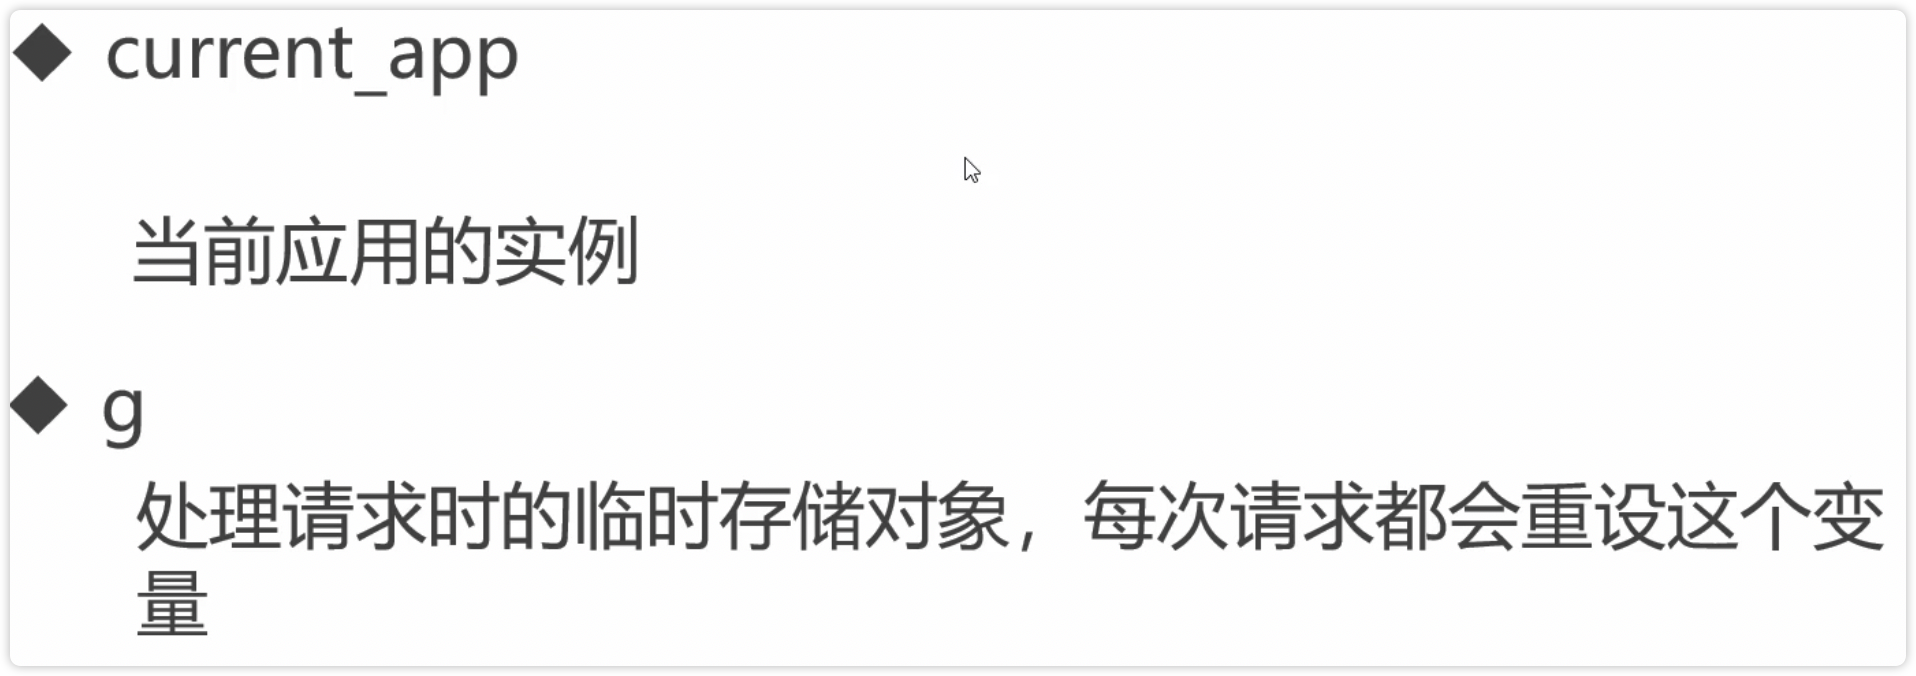 ◆ current_app
当前应用的实例
◆ g
处理请求时的临时存储对象，每次请求都会重设这个变
量